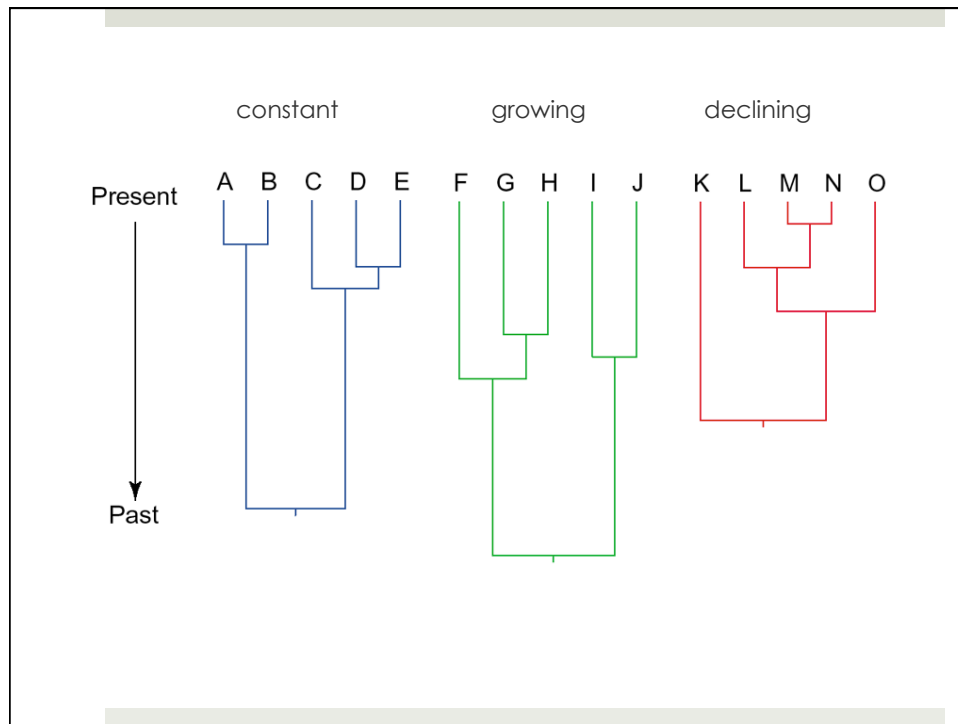 constant growing declining
Present A B C D E F G H I J K L M N O
Past